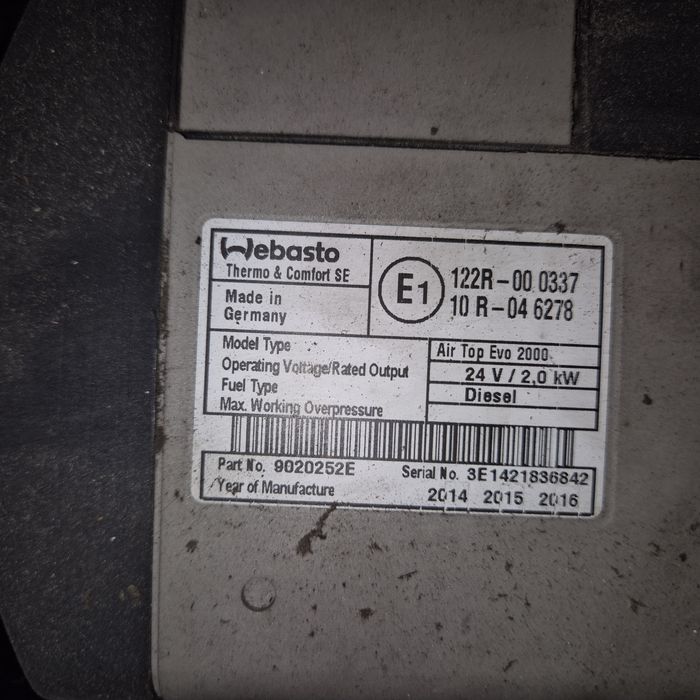 Webasto
Thermo & Comfort SE
Made in
Germany
E1
122R-00 0337
10 R-04 6278
Model Type
Air Top Evo 2000
Operating Voltage/Rated Output
24 V / 2,0 kW
Fuel Type
Diesel
Max. Working Overpressure
Part No. 9020252E
Serial No. 3E1421836842
Year of Manufacture
2014 2015 2016